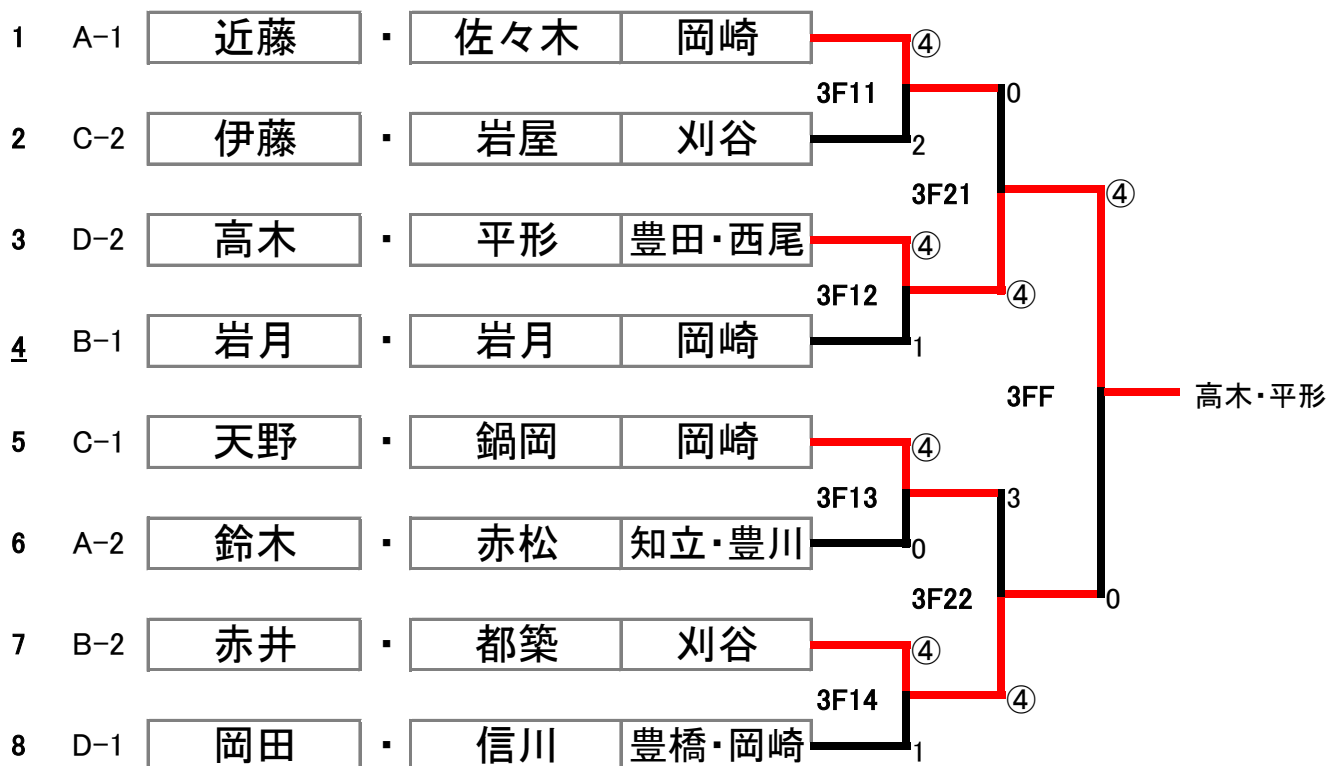 1 A-1 近藤 ・ 佐々木 岡崎 ④
3F11 0
2 C-2 伊藤 ・ 岩屋 刈谷 2
3F21 ④
3 D-2 高木 ・ 平形 豊田・西尾 ④
3F12 ④
4 B-1 岩月 ・ 岩月 岡崎 1
3FF 高木・平形
5 C-1 天野 ・ 鍋岡 岡崎 ④
3F13 3
6 A-2 鈴木 ・ 赤松 知立・豊川 0
3F22 0
7 B-2 赤井 ・ 都築 刈谷 ④
3F14 ④
8 D-1 岡田 ・ 信川 豊橋・岡崎 1